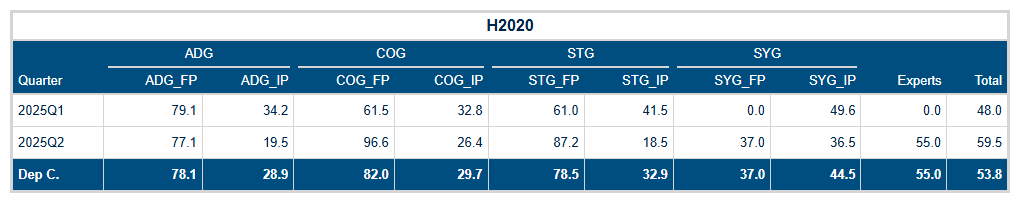 H2020
ADG COG STG SYG
Quarter ADG_FP ADG_IP COG_FP COG_IP STG_FP STG_IP SYG_FP SYG_IP Experts Total
2025Q1 79.1 34.2 61.5 32.8 61.0 41.5 0.0 49.6 0.0 48.0
2025Q2 77.1 19.5 96.6 26.4 87.2 18.5 37.0 36.5 55.0 59.5
Dep C. 78.1 28.9 82.0 29.7 78.5 32.9 37.0 44.5 55.0 53.8